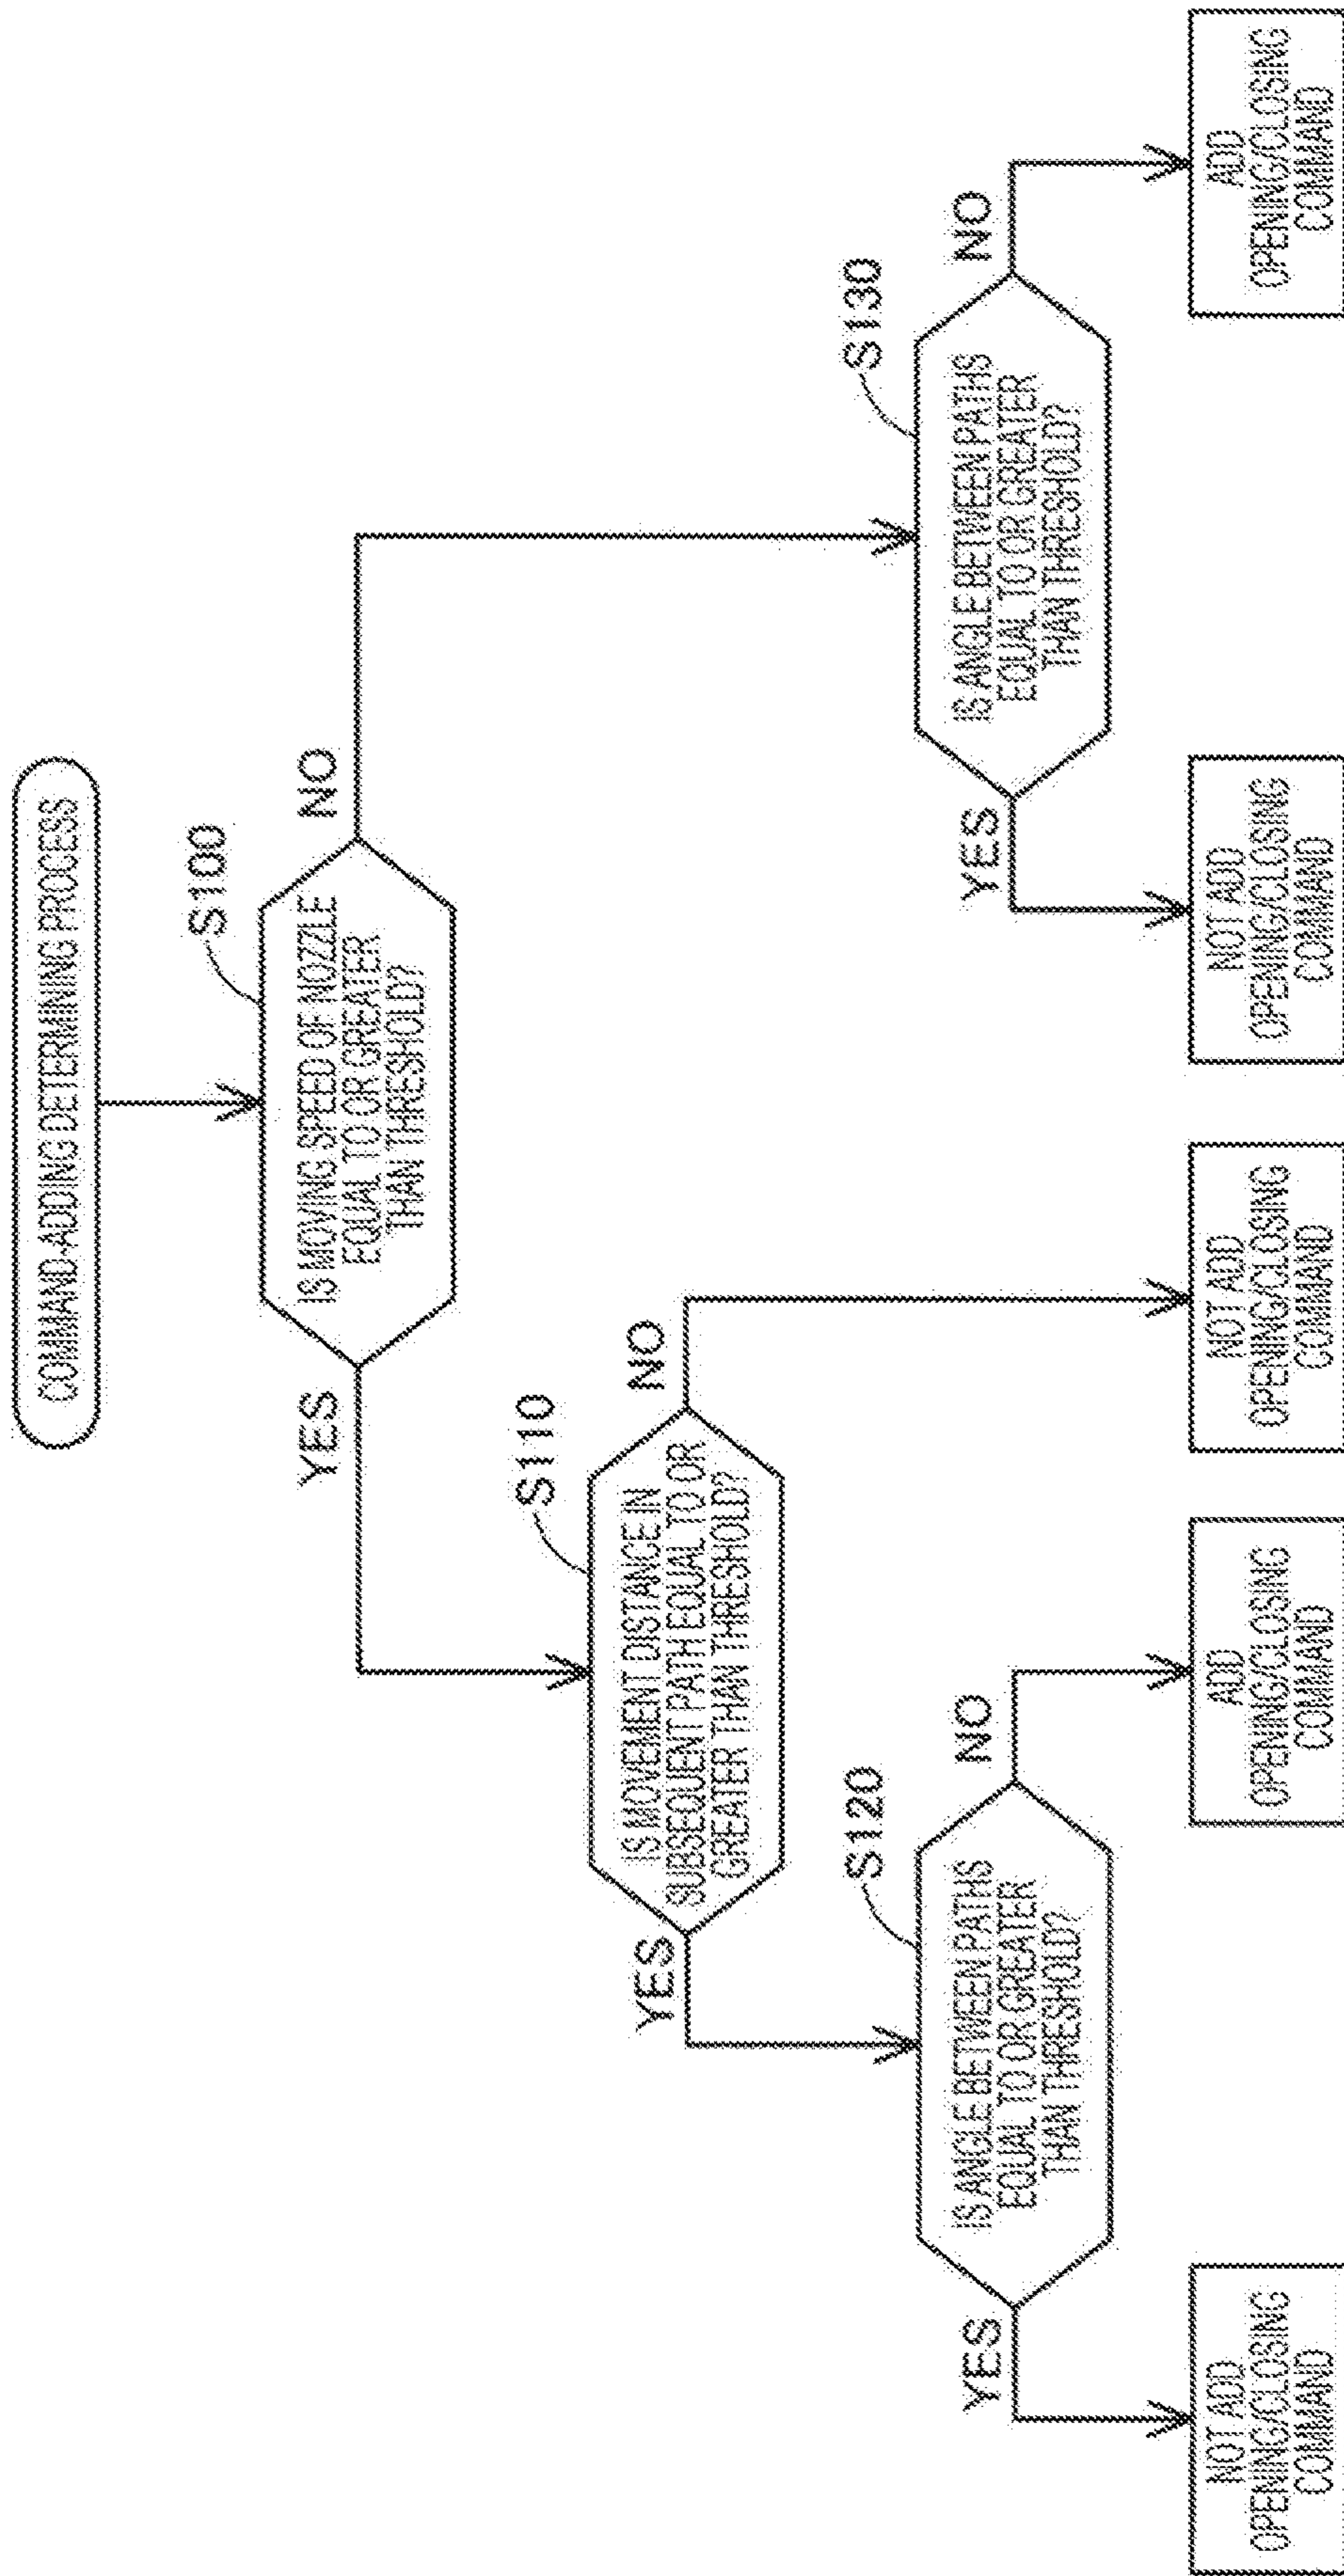 COMMAND-ADDING DETERMINING PROCESS
S100
IS MOVING SPEED OF NOZZLE
EQUAL TO OR GREATER
THAN THRESHOLD?
YES
NO
S110
IS MOVEMENT DISTANCE IN
SUBSEQUENT PATH EQUAL TO OR
GREATER THAN THRESHOLD?
YES
NO
S120
IS ANGLE BETWEEN PATHS
EQUAL TO OR GREATER
THAN THRESHOLD?
YES
NO
S130
IS ANGLE BETWEEN PATHS
EQUAL TO OR GREATER
THAN THRESHOLD?
YES
NO
NOT ADD
OPENING/CLOSING
COMMAND
ADD
OPENING/CLOSING
COMMAND
NOT ADD
OPENING/CLOSING
COMMAND
NOT ADD
OPENING/CLOSING
COMMAND
ADD
OPENING/CLOSING
COMMAND